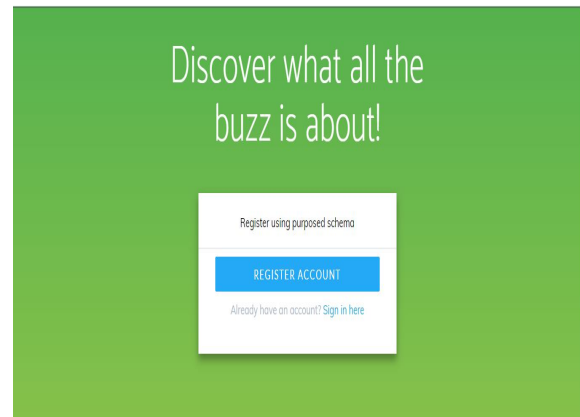 Discover what all the
buzz is about!
Register using purposed schema
REGISTER ACCOUNT
Already have an account? Sign in here